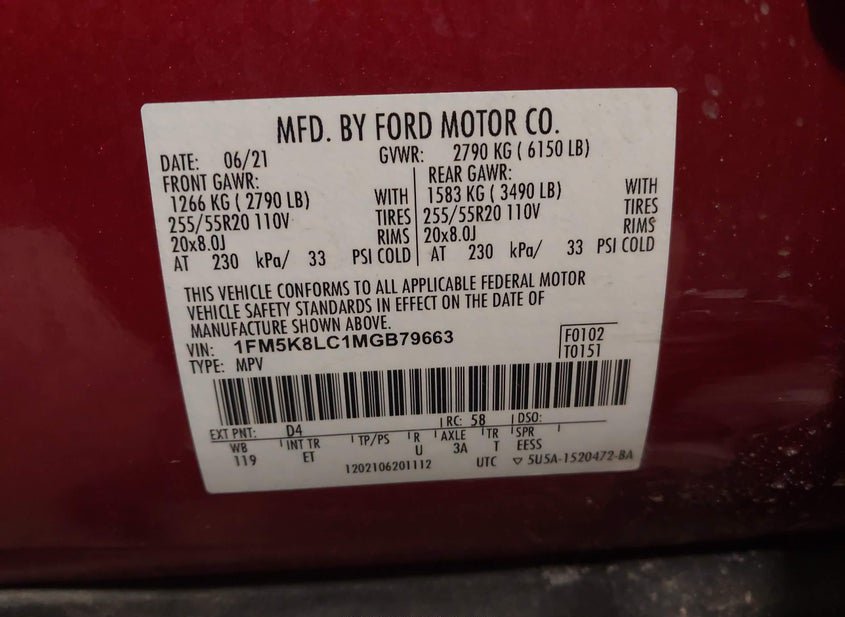 MFD. BY FORD MOTOR CO.
DATE: 06/21 GVWR: 2790 KG ( 6150 LB)
FRONT GAWR: REAR GAWR:
1266 KG ( 2790 LB) WITH 1583 KG ( 3490 LB) WITH
255/55R20 110V TIRES 255/55R20 110V TIRES
20x8.0J RIMS 20x8.0J RIMS
AT 230 kPa/ 33 PSI COLD AT 230 kPa/ 33 PSI COLD
THIS VEHICLE CONFORMS TO ALL APPLICABLE FEDERAL MOTOR
VEHICLE SAFETY STANDARDS IN EFFECT ON THE DATE OF
MANUFACTURE SHOWN ABOVE.
VIN: 1FM5K8LC1MGB79663 F0102
TYPE: MPV T0151
EXT PNT: D4 RC: 58 DSO:
WB INT TR TP/PS R AXLE TR SPR
119 ET U 3A T EESS
1202106201112 UTC ▽ 5U5A-1520472-BA